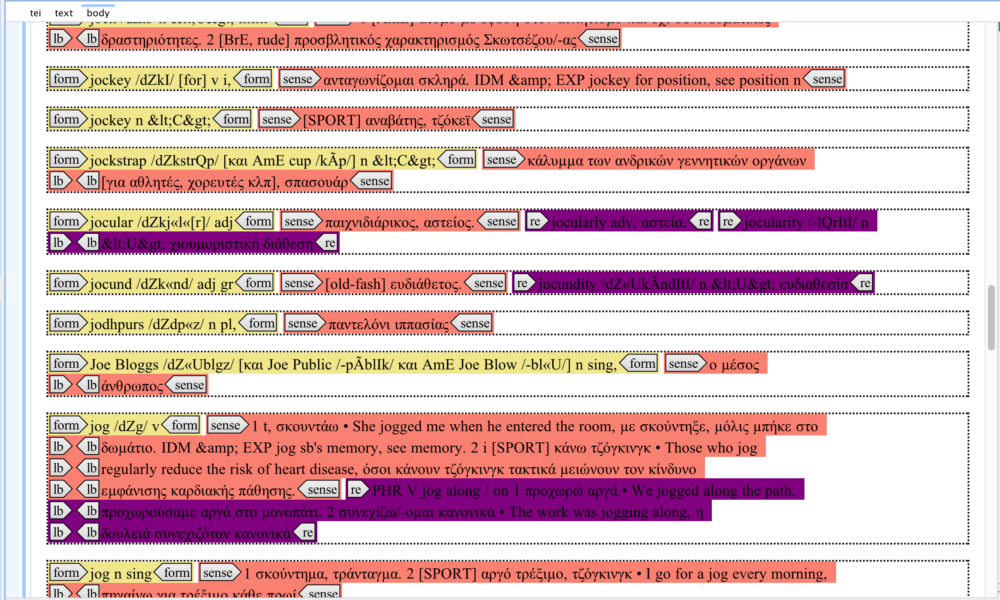 tei text body
lb lb δραστηριότητες. 2 [BrE, rude] προσβλητικός χαρακτηρισμός Σκωτσέζου/-ας sense
form jockey /dZkI/ [for] v i, form sense ανταγωνίζομαι σκληρά. IDM &amp; EXP jockey for position, see position n sense
form jockey n &lt;C&gt; form sense [SPORT] αναβάτης, τζόκεϊ sense
form jockstrap /dZkstrQp/ [και AmE cup /kÃp/] n &lt;C&gt; form sense κάλυμμα των ανδρικών γεννητικών οργάνων
lb lb [για αθλητές, χορευτές κλπ], σπασουάρ sense
form jocular /dZkj«l«[r]/ adj form sense παιχνιδιάρικος, αστείος. sense re jocularly adv, αστεία. re re jocularity /-lQrItI/ n
lb lb &lt;U&gt; χιουμοριστική διάθεση re
form jocund /dZk«nd/ adj gr form sense [old-fash] ευδιάθετος. sense re jocundity /dZ«UkÃndItI/ n &lt;U&gt; ευδιαθεσία re
form jodhpurs /dZdp«z/ n pl, form sense παντελόνι ιππασίας sense
form Joe Bloggs /dZ«Ublgz/ [και Joe Public /-pÃblIk/ και AmE Joe Blow /-bl«U/] n sing, form sense ο μέσος
lb lb άνθρωπος sense
form jog /dZg/ v form sense 1 t, σκουντάω • She jogged me when he entered the room, με σκούντηξε, μόλις μπήκε στο
lb lb δωμάτιο. IDM &amp; EXP jog sb's memory, see memory. 2 i [SPORT] κάνω τζόγκινγκ • Those who jog
lb lb regularly reduce the risk of heart disease, όσοι κάνουν τζόγκινγκ τακτικά μειώνουν τον κίνδυνο
lb lb εμφάνισης καρδιακής πάθησης. sense re PHR V jog along / on 1 προχωρώ αργά • We jogged along the path,
lb lb προχωρούσαμε αργά στο μονοπάτι. 2 συνεχίζω/-ομαι κανονικά • The work was jogging along, η
lb lb δουλειά συνεχιζόταν κανονικά re
form jog n sing form sense 1 σκούντημα, τράνταγμα. 2 [SPORT] αργό τρέξιμο, τζόγκινγκ • I go for a jog every morning,
lb lb πηγαίνω για τρέξιμο κάθε πρωί sense